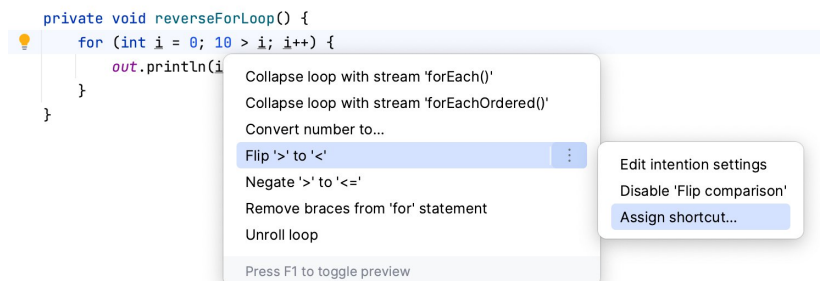 private void reverseForLoop() {
for (int i = 0; 10 > i; i++) {
out.println(i
}
}
Collapse loop with stream 'forEach()'
Collapse loop with stream 'forEachOrdered()'
Convert number to...
Flip '>' to '<'
Negate '>' to '<='
Remove braces from 'for' statement
Unroll loop
Press F1 to toggle preview
Edit intention settings
Disable 'Flip comparison'
Assign shortcut...